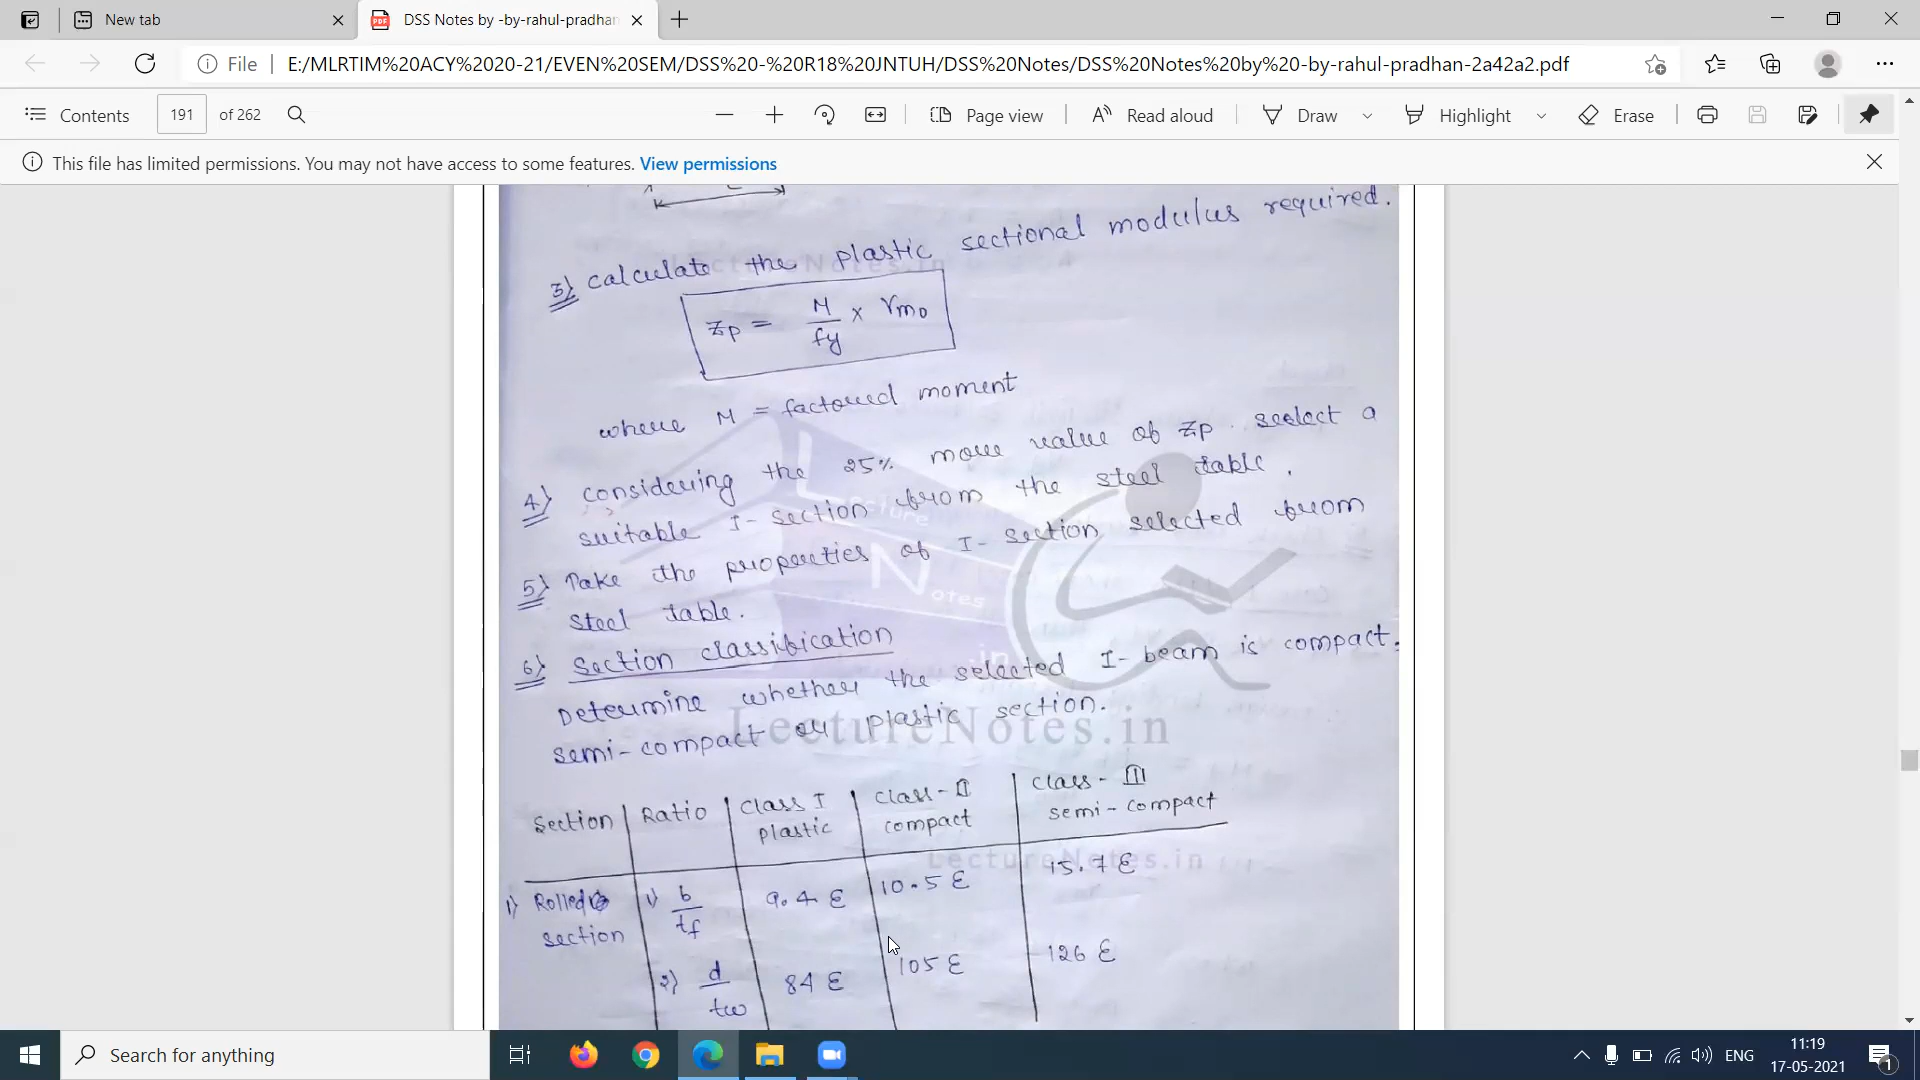 New tab
DSS Notes by -by-rahul-pradhan
File
E:/MLRTIM%20ACY%2020-21/EVEN%20SEM/DSS%20-%20R18%20JNTUH/DSS%20Notes/DSS%20Notes%20by%20-by-rahul-pradhan-2a42a2.pdf
Contents
191
of 262
Page view
Read aloud
Draw
Highlight
Erase
This file has limited permissions. You may not have access to some features. View permissions
3) calculate the plastic sectional modulus required.
Zp = M/fy x γm0
where M = factored moment
4) considering the 25% more value of Zp. seelect a
suitable I-section from the steel table.
5) Take the properties of I-section selected from
steel table.
6) Section classification
Determine whether the selected I-beam is compact.
semi-compact or plastic section.
LectureNotes.in
Section | Ratio | Class I plastic | class-II compact | class-III semi-compact
LectureNotes.in
1) Rolled section 1) b/tf 9.4 ε 10.5 ε 15.7 ε
2) d/tw 84 ε 105 ε 126 ε
Search for anything
ENG
11:19
17-05-2021
1